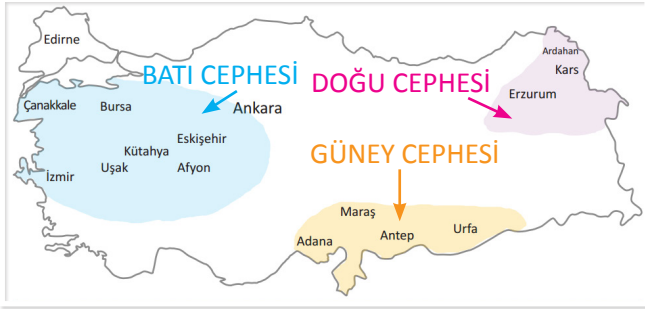 Edirne
Ardahan
Kars
BATI CEPHESİ
DOĞU CEPHESİ
Çanakkale
Bursa
Ankara
Erzurum
Eskişehir
Kütahya
GÜNEY CEPHESİ
İzmir
Uşak
Afyon
Maraş
Adana
Antep
Urfa